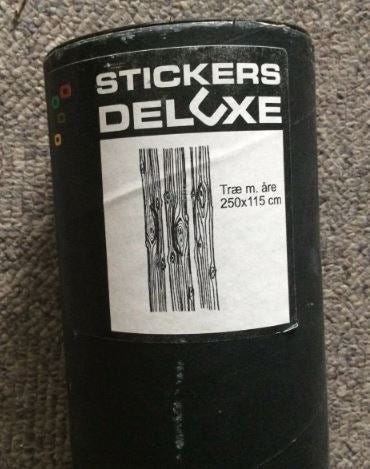 STICKERS
DELUXE
Træ m. åre
250x115 cm